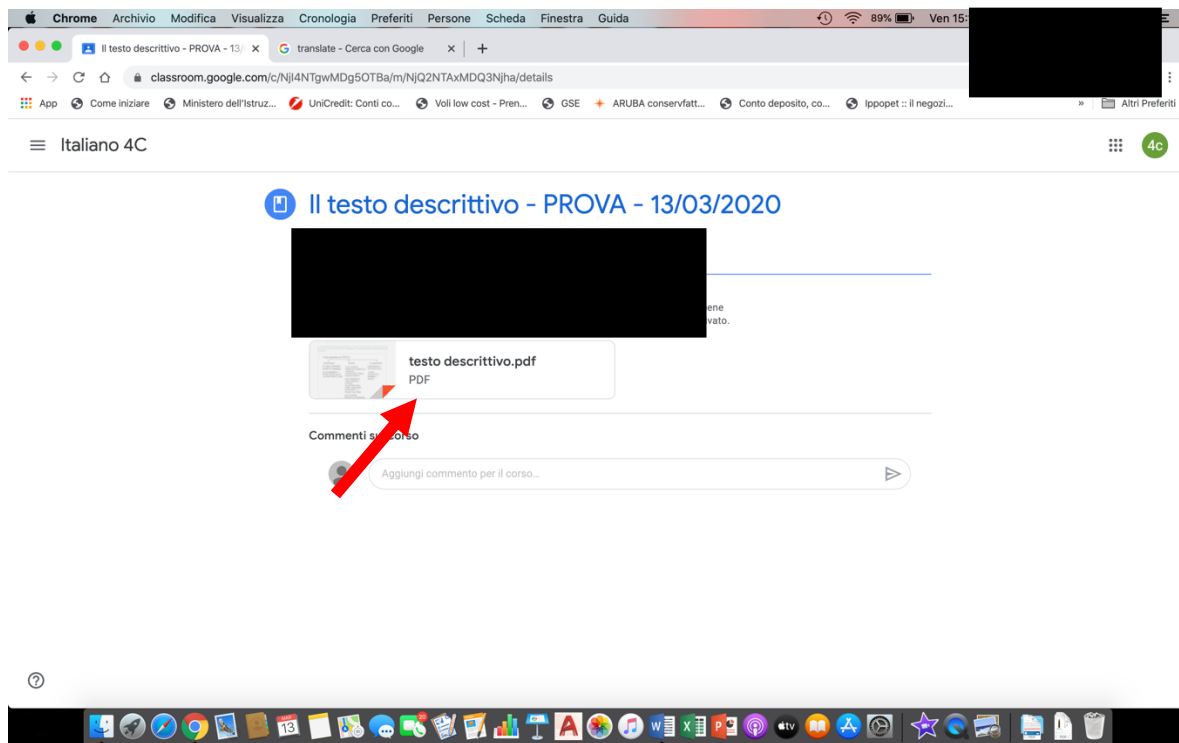 Chrome Archivio Modifica Visualizza Cronologia Preferiti Persone Scheda Finestra Guida 89% Ven 15:
Il testo descrittivo - PROVA - 13/ translate - Cerca con Google
classroom.google.com/c/NjI4NTgwMDg5OTBa/m/NjQ2NTAxMDQ3Njha/details
App Come iniziare Ministero dell'Istruz... UniCredit: Conti co... Voli low cost - Pren... GSE ARUBA conservfatt... Conto deposito, co... Ippopet :: il negozi... » Altri Preferiti
Italiano 4C 4c
Il testo descrittivo - PROVA - 13/03/2020
ene
vato.
testo descrittivo.pdf
PDF
Commenti su corso
Aggiungi commento per il corso...